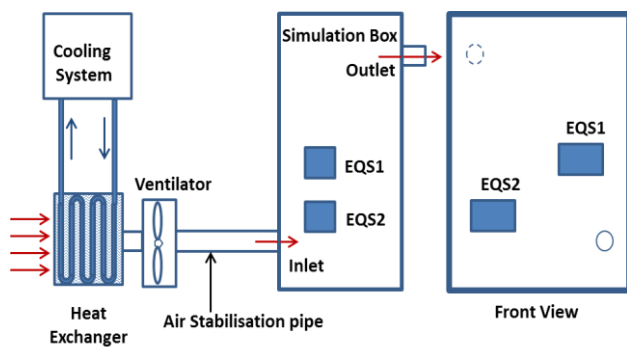 Cooling
System
Simulation Box
Outlet
EQS1
EQS2
Ventilator
Inlet
Heat
Exchanger
Air Stabilisation pipe
EQS1
EQS2
Front View